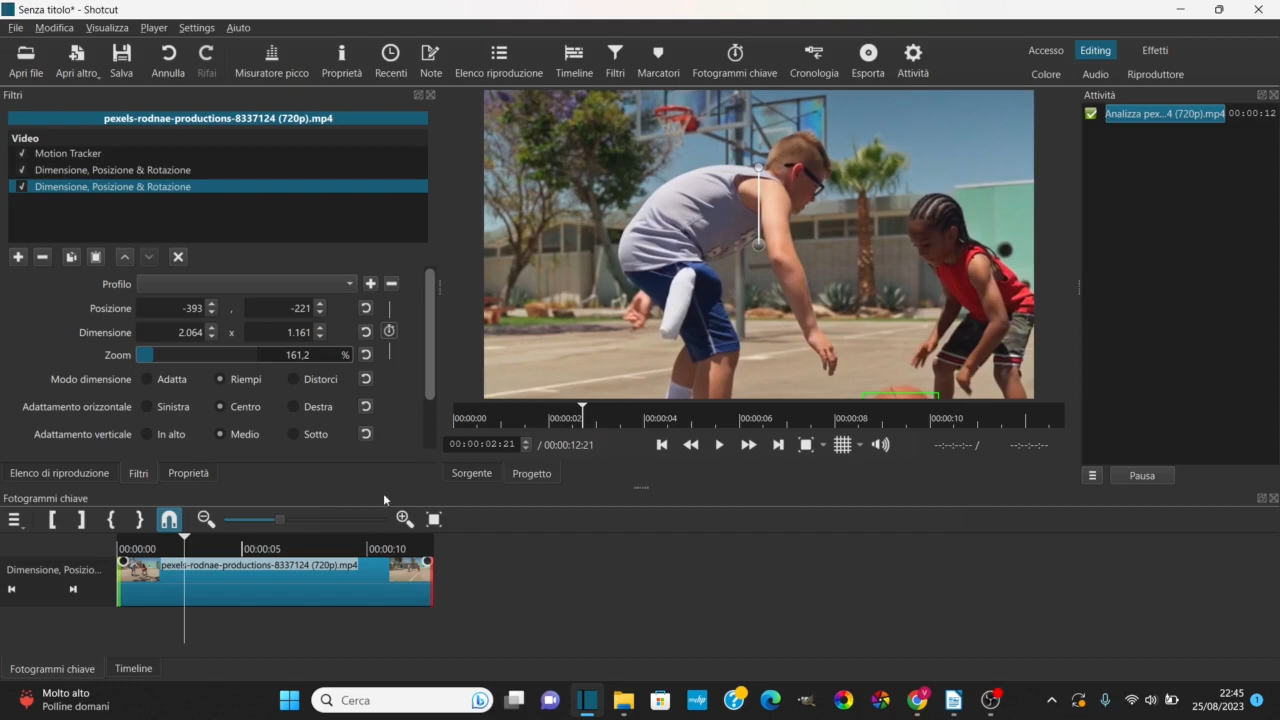 Senza titolo* - Shotcut
File Modifica Visualizza Player Settings Aiuto
Apri file Apri altro. Salva Annulla Rifai Misuratore picco Proprietà Recenti Note Elenco riproduzione Timeline Filtri Marcatori Fotogrammi chiave Cronologia Esporta Attività
Accesso Editing Effetti
Colore Audio Riproduttore
Filtri
Attività
pexels-rodnae-productions-8337124 (720p).mp4
Analizza pex...4 (720p).mp4 00:00:12
Video
Motion Tracker
Dimensione, Posizione & Rotazione
Dimensione, Posizione & Rotazione
Profilo
Posizione -393 , -221
Dimensione 2.064 x 1.161
Zoom 161,2 %
Modo dimensione Adatta Riempi Distorci
Adattamento orizzontale Sinistra Centro Destra
Adattamento verticale In alto Medio Sotto
00:00:00 00:00:02 00:00:04 00:00:06 00:00:08 00:00:10
00:00:02:21 / 00:00:12:21 --:--:--:-- / --:--:--:--
Elenco di riproduzione Filtri Proprietà
Sorgente Progetto
Pausa
Fotogrammi chiave
00:00:00 00:00:05 00:00:10
Dimensione, Posizio... pexels-rodnae-productions-8337124 (720p).mp4
Fotogrammi chiave Timeline
Molto alto
Polline domani
Cerca
22:45
25/08/2023
1